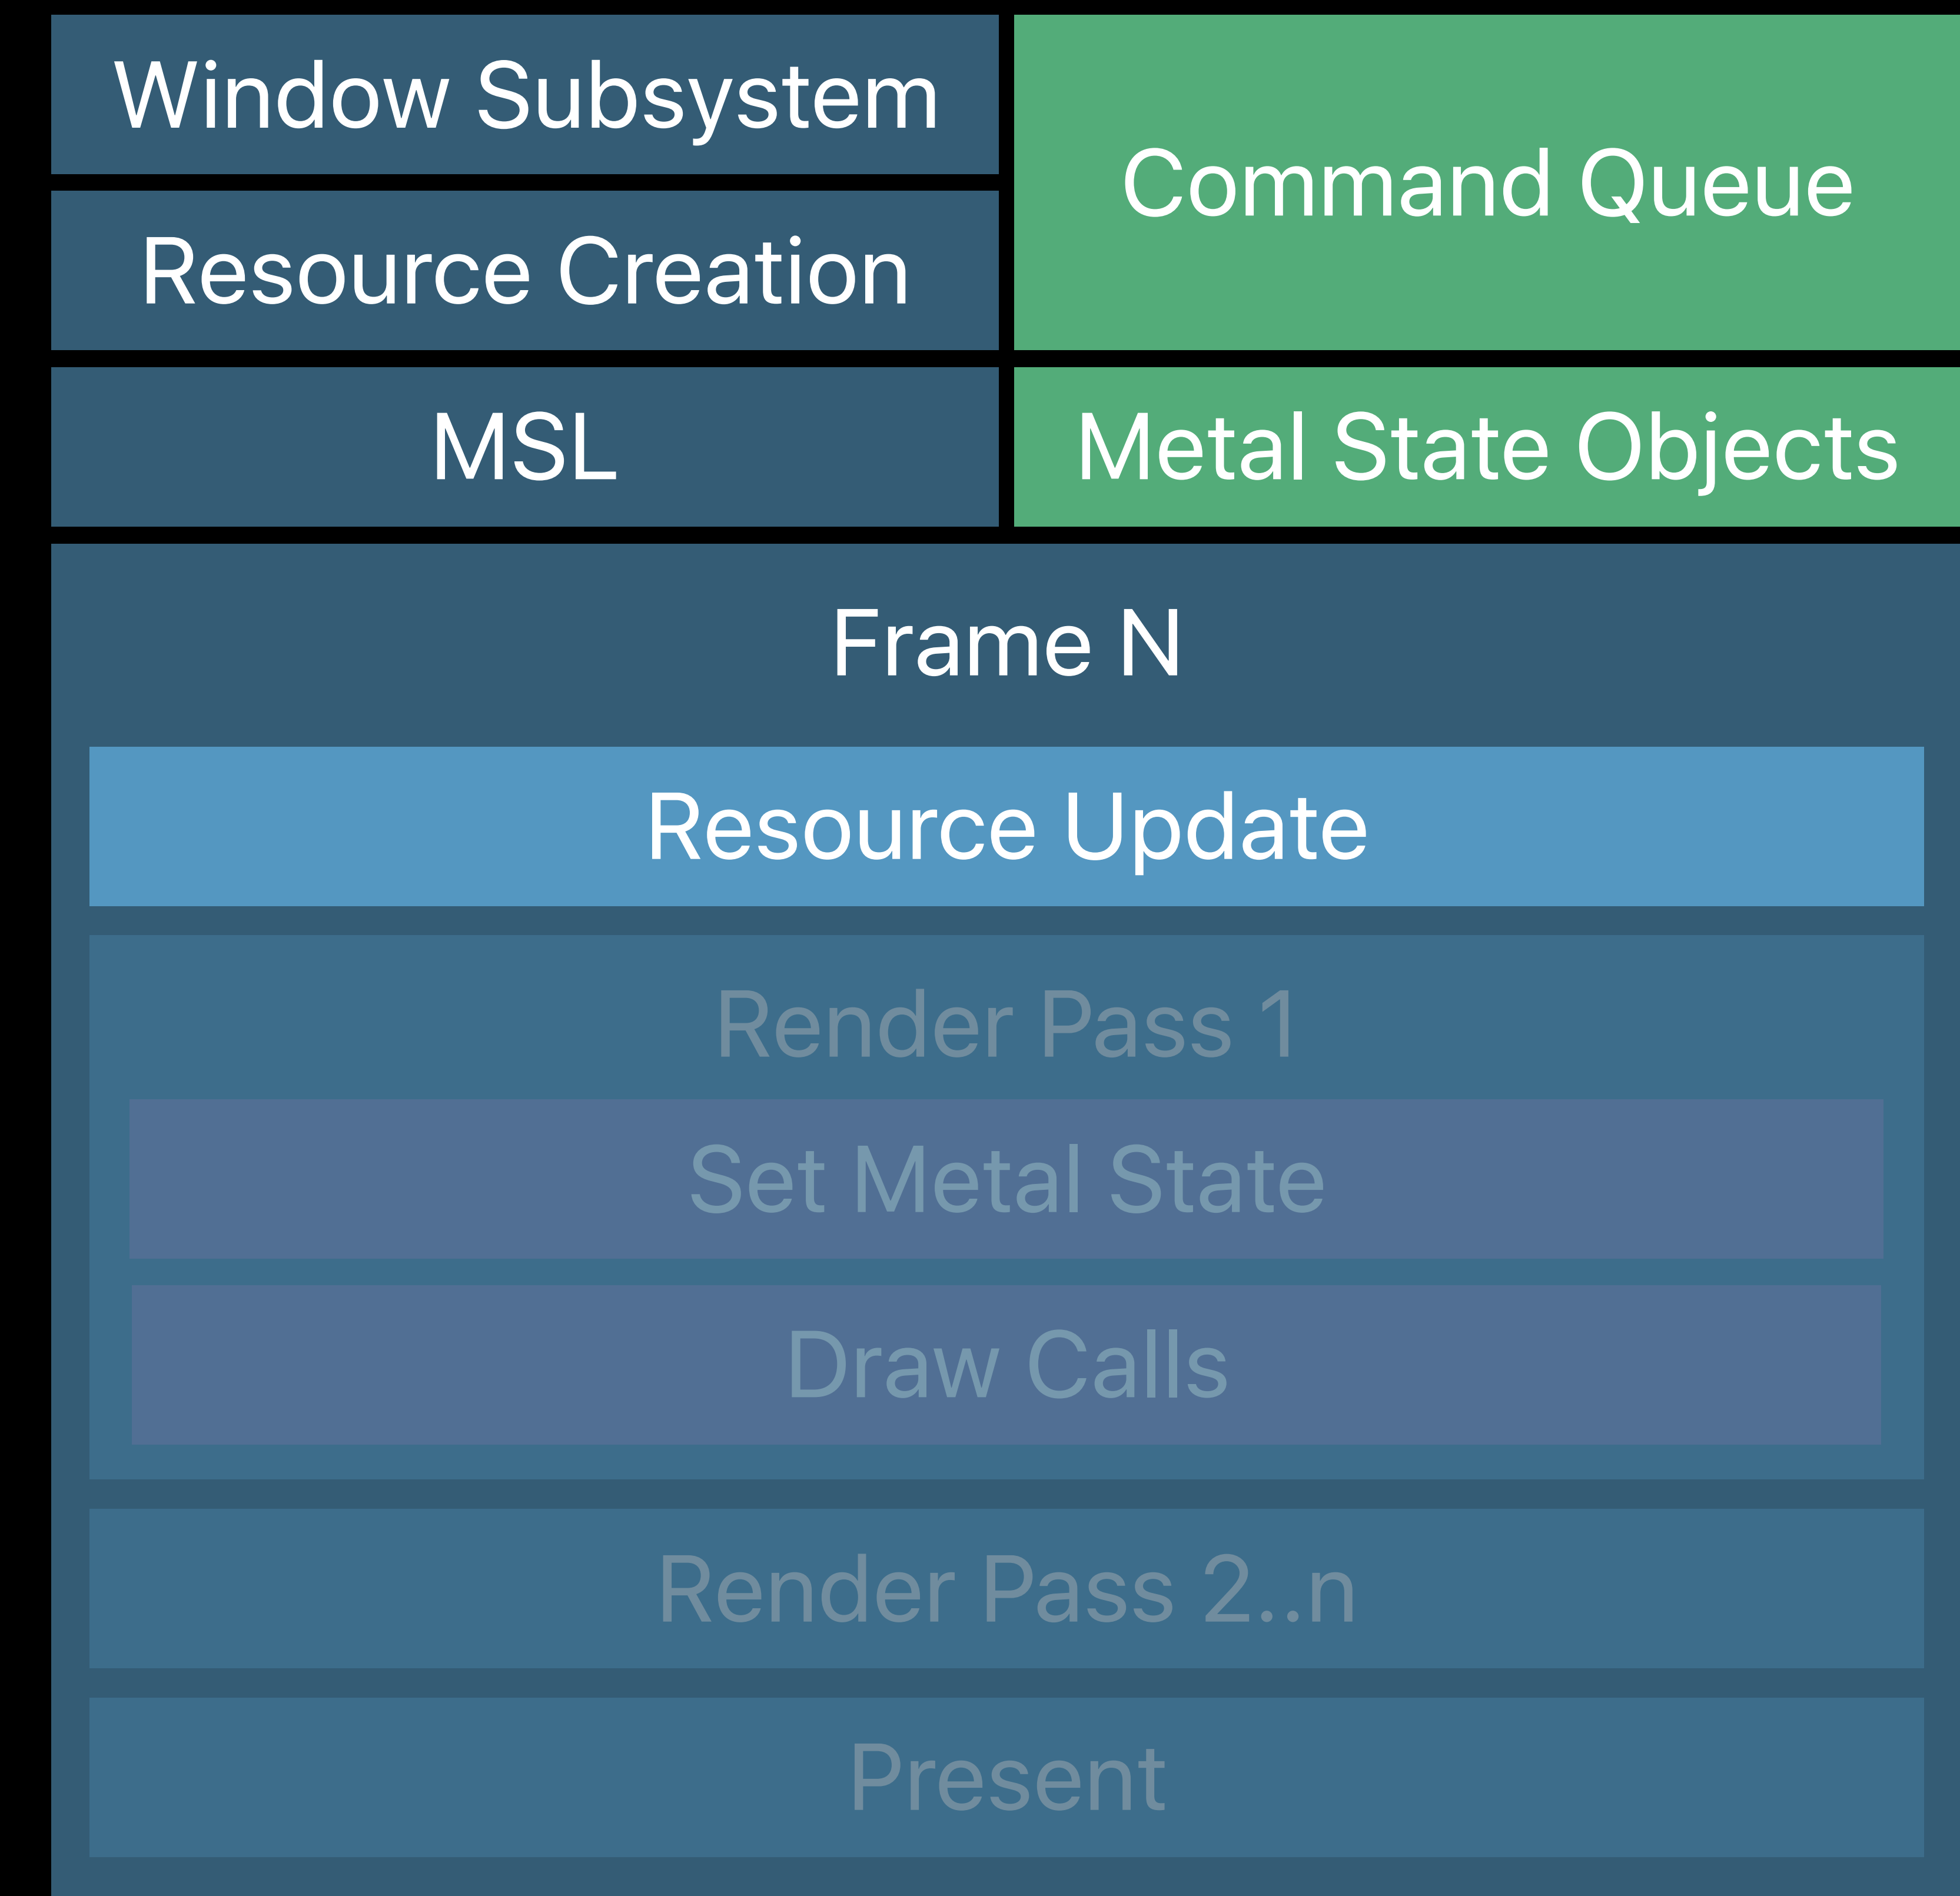 Window Subsystem
Command Queue
Resource Creation
MSL
Metal State Objects
Frame N
Resource Update
Render Pass 1
Set Metal State
Draw Calls
Render Pass 2..n
Present